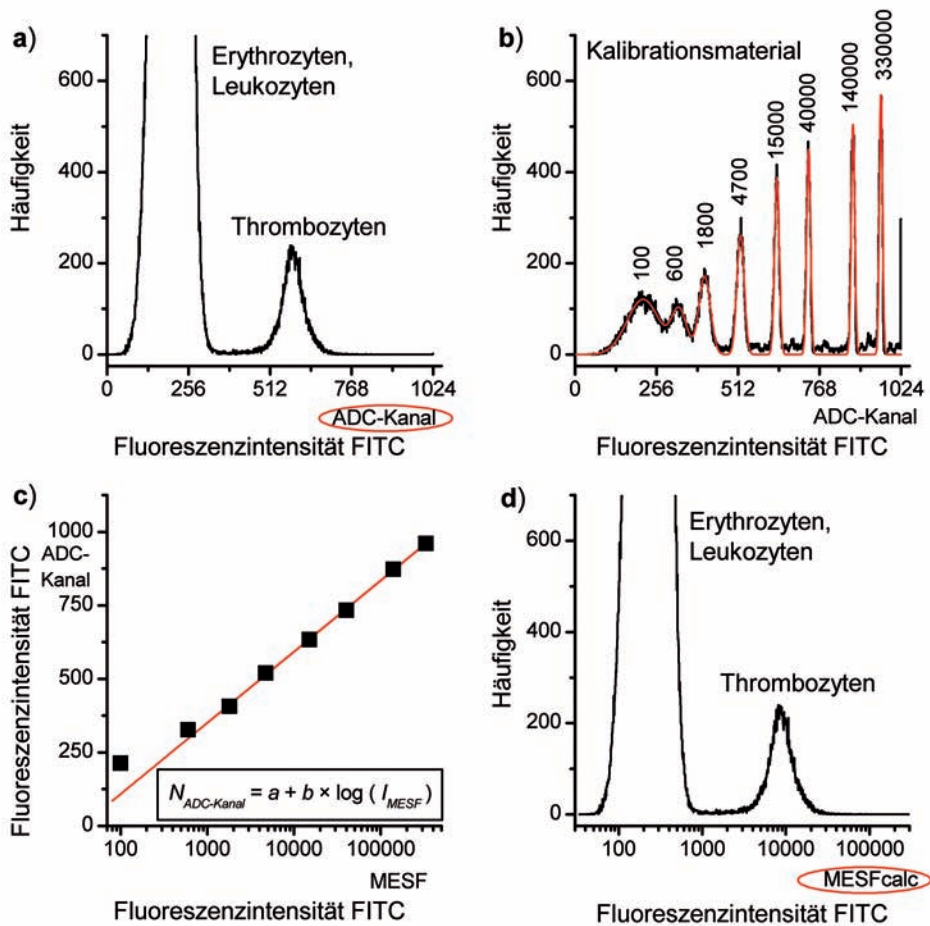 a)
Häufigkeit
600
400
200
0
Erythrozyten,
Leukozyten
Thrombozyten
0 256 512 768 1024
ADC-Kanal
Fluoreszenzintensität FITC
b)
Häufigkeit
600
400
200
0
Kalibrationsmaterial
100
600
1800
4700
15000
40000
140000
330000
0 256 512 768 1024
ADC-Kanal
Fluoreszenzintensität FITC
c)
Fluoreszenzintensität FITC
1000
ADC-
Kanal
750
500
250
0
N ADC-Kanal = a + b × log ( I MESF )
100 1000 10000 100000
MESF
Fluoreszenzintensität FITC
d)
Häufigkeit
600
400
200
0
Erythrozyten,
Leukozyten
Thrombozyten
100 1000 10000 100000
MESFcalc
Fluoreszenzintensität FITC